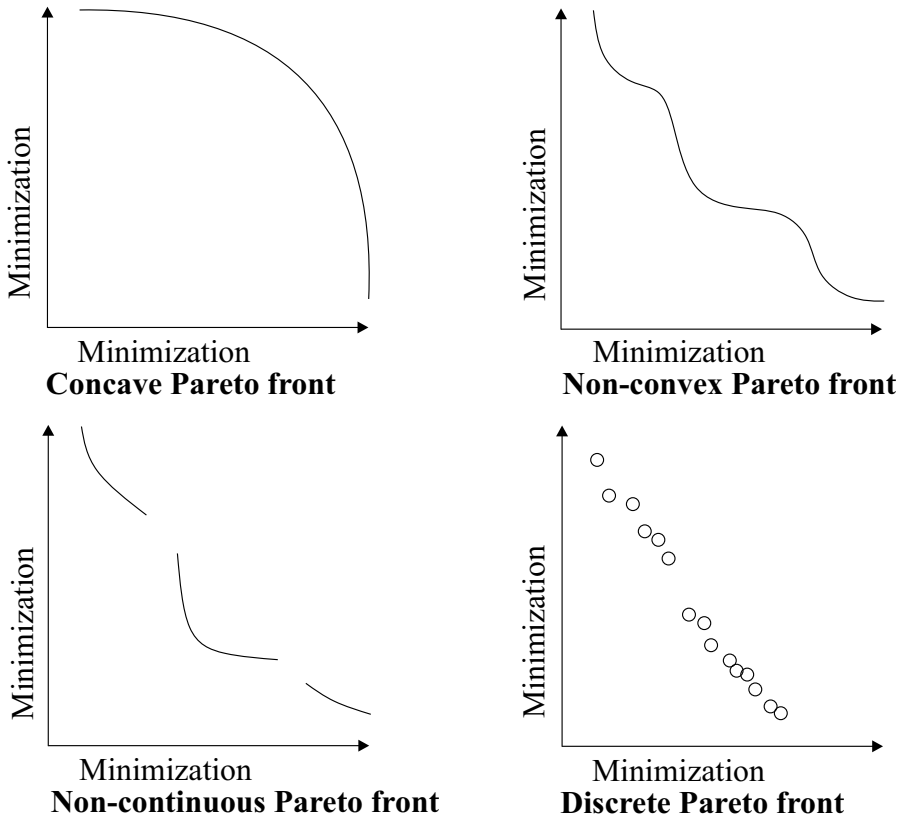 Minimization
Minimization
Concave Pareto front
Minimization
Minimization
Non-convex Pareto front
Minimization
Minimization
Non-continuous Pareto front
Minimization
Minimization
Discrete Pareto front